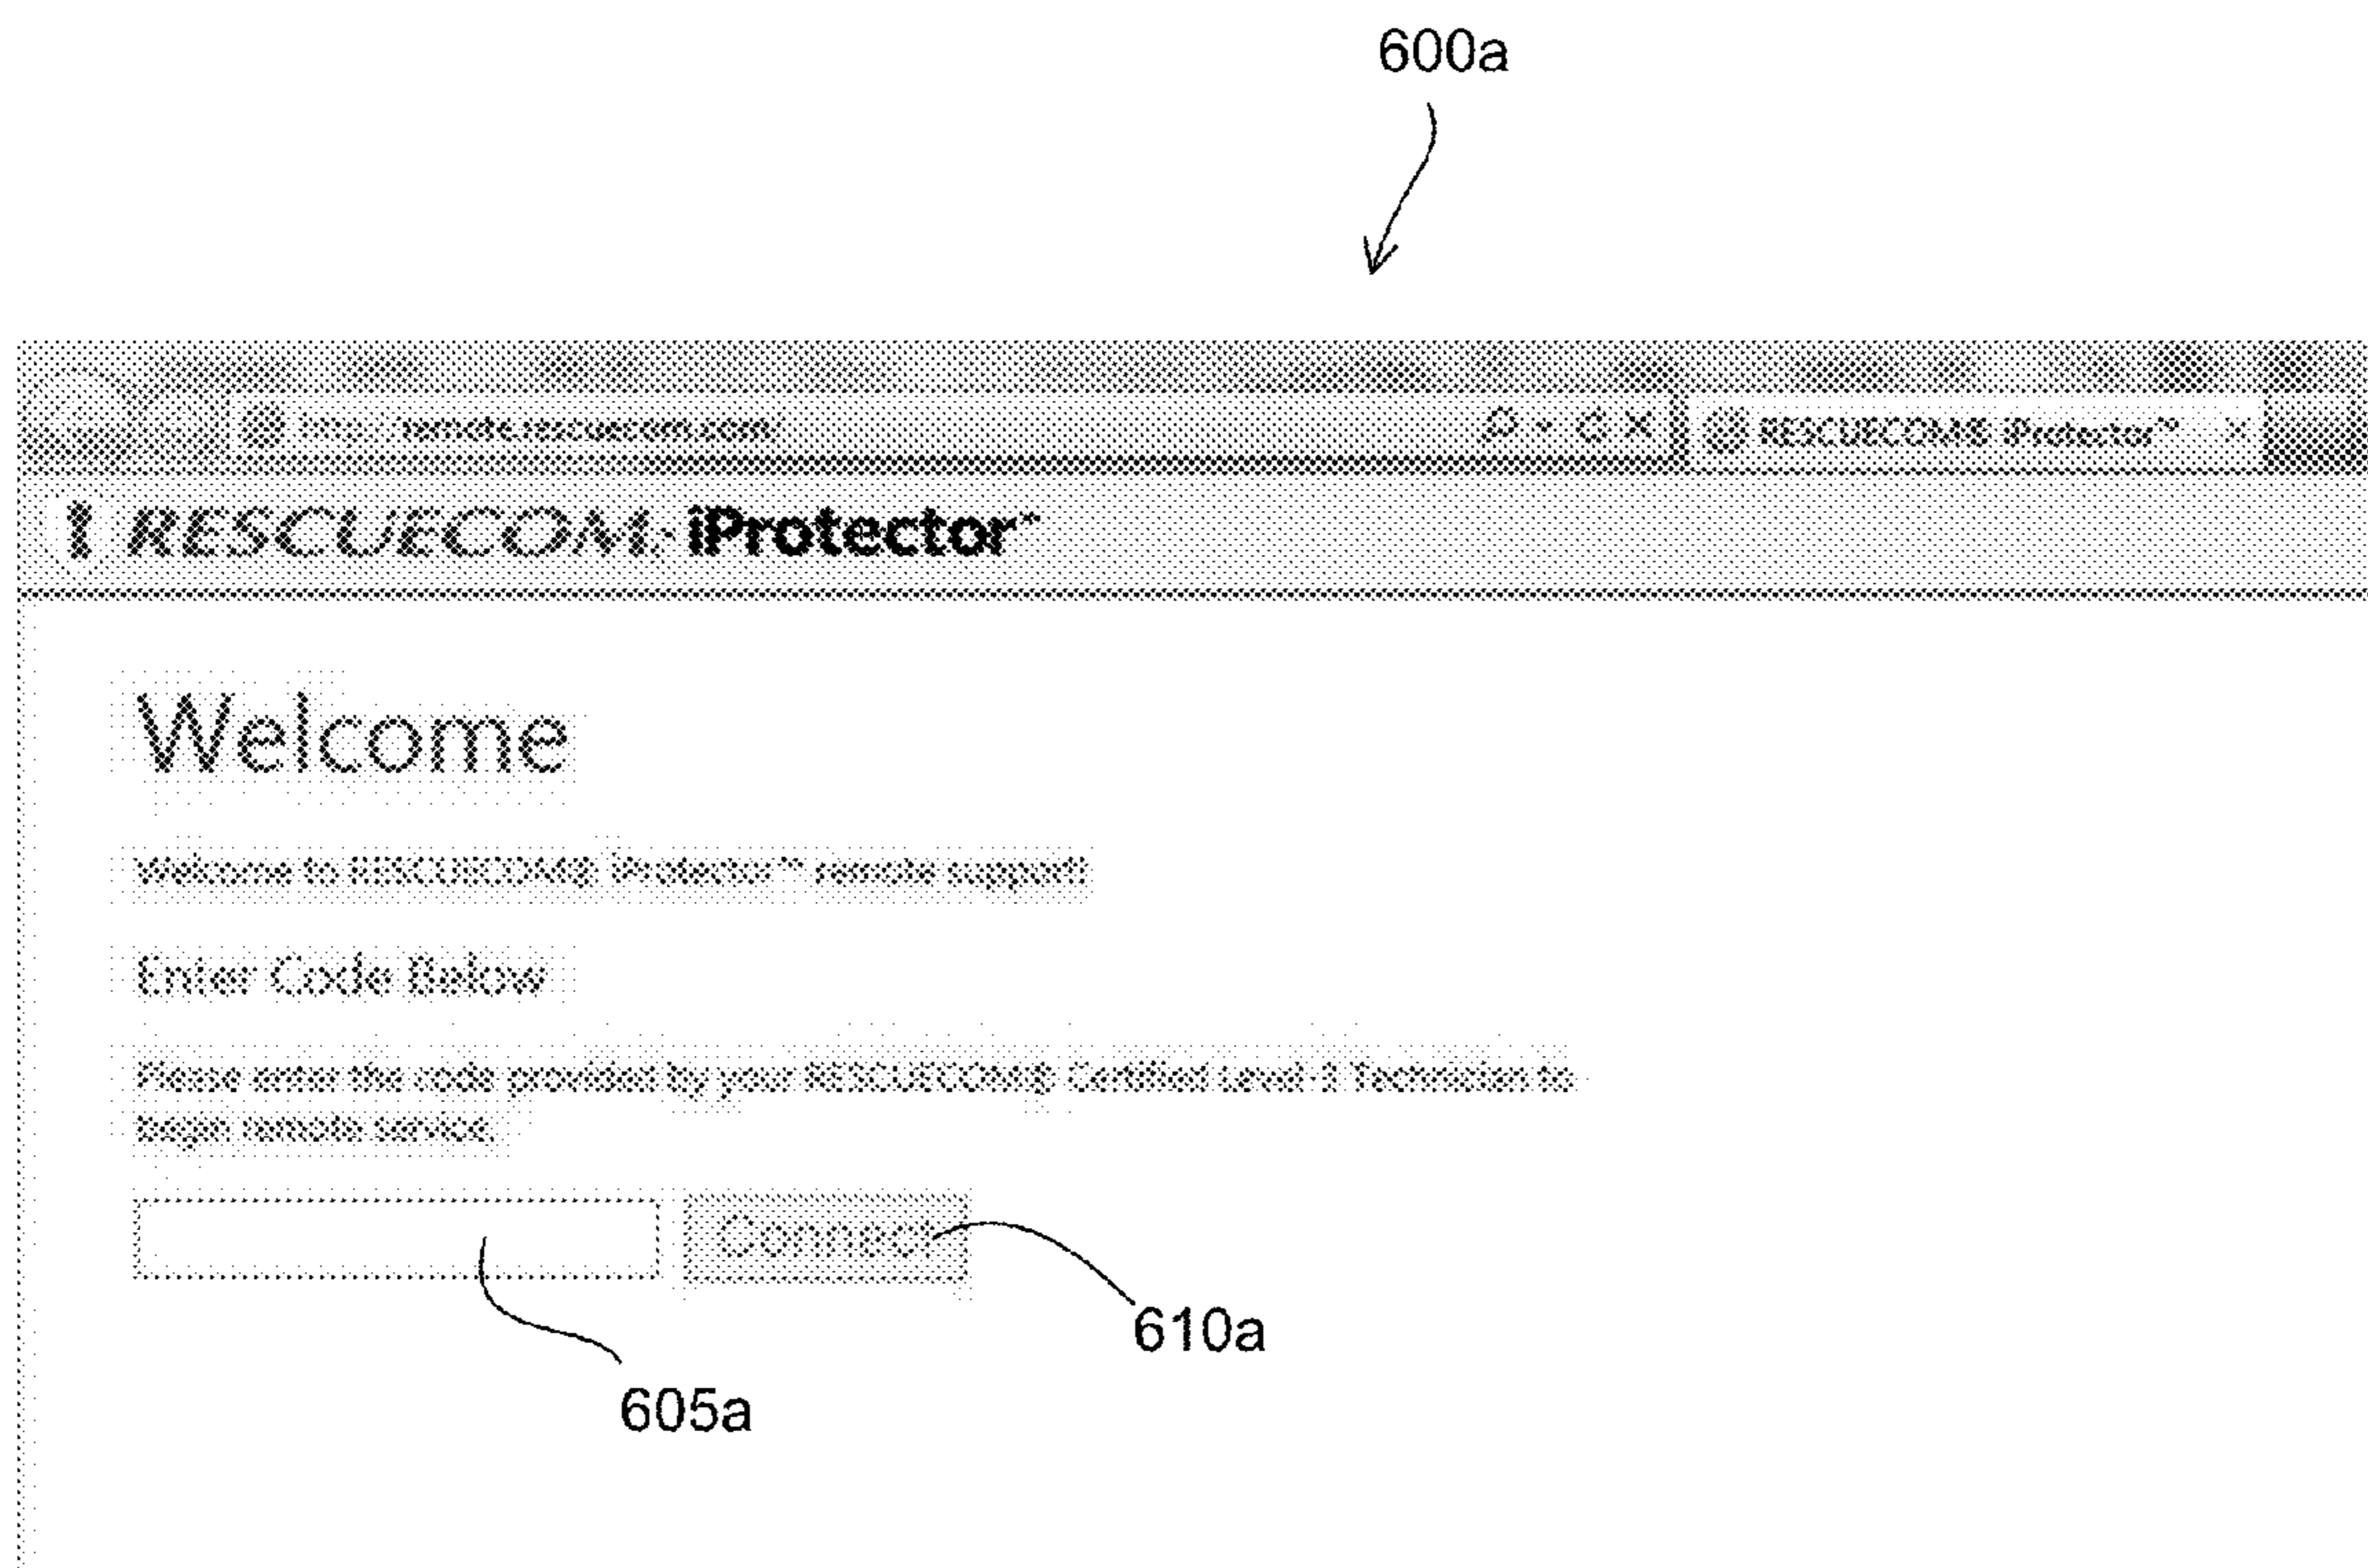 600a
http://remote.rescuecom.com/ RESCUECOM® iProtector™
RESCUECOM® iProtector™
Welcome
Welcome to RESCUECOM® iProtector™ remote support
Enter Code Below
Please enter the code provided by your RESCUECOM® Certified Level-3 Technician to
begin remote service.
Connect
610a
605a